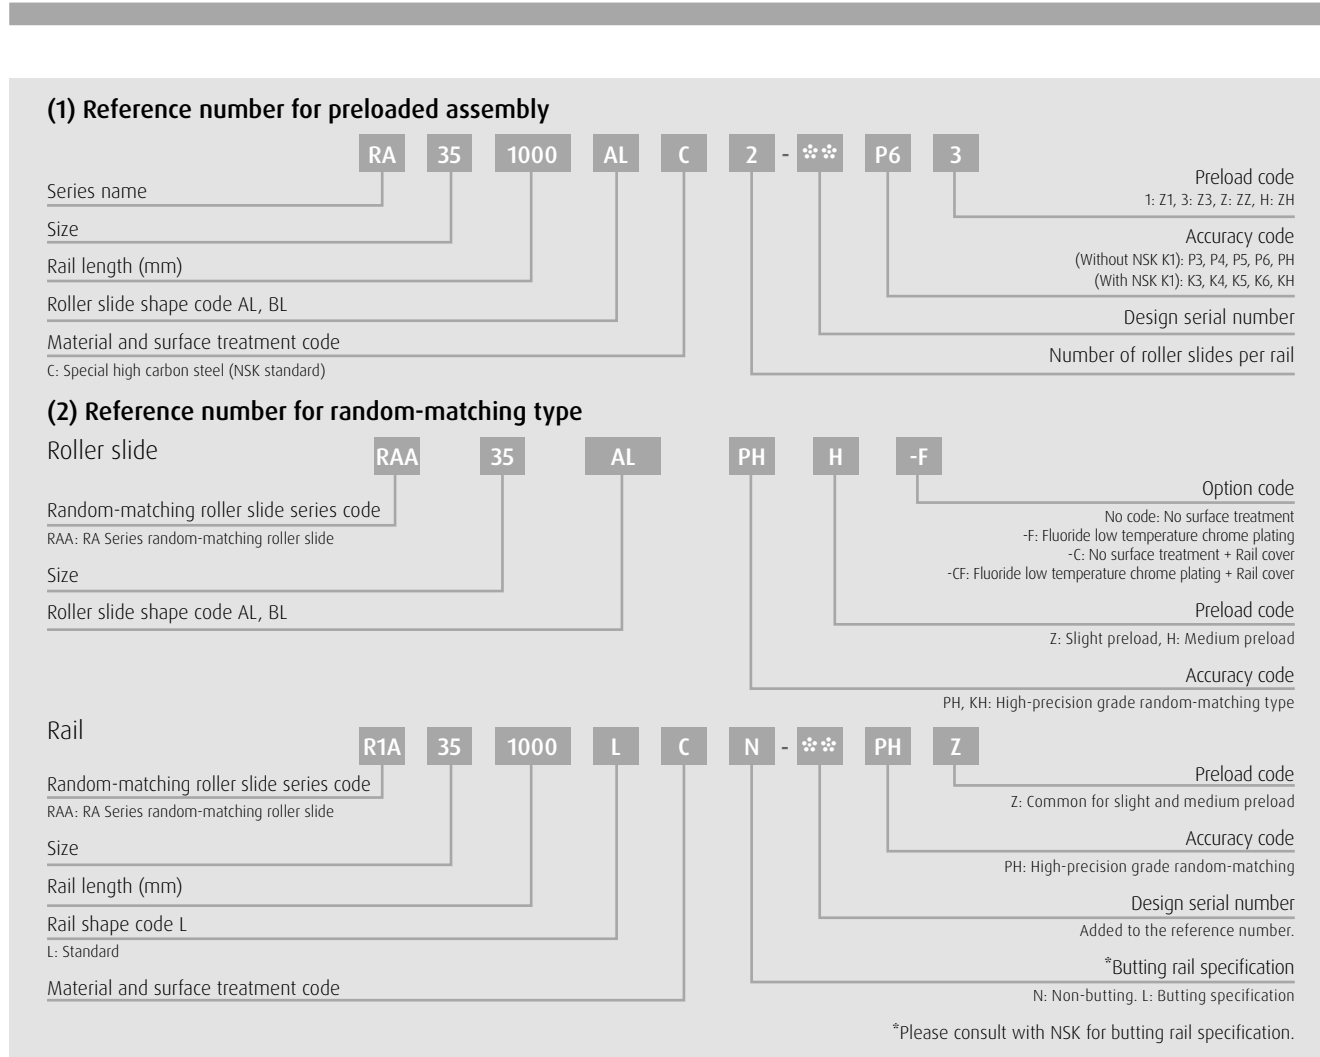 (1) Reference number for preloaded assembly
RA 35 1000 AL C 2 - ** P6 3
Series name
Size
Rail length (mm)
Roller slide shape code AL, BL
Material and surface treatment code
C: Special high carbon steel (NSK standard)
Preload code
1: Z1, 3: Z3, Z: ZZ, H: ZH
Accuracy code
(Without NSK K1): P3, P4, P5, P6, PH
(With NSK K1): K3, K4, K5, K6, KH
Design serial number
Number of roller slides per rail
(2) Reference number for random-matching type
Roller slide
RAA 35 AL PH H -F
Random-matching roller slide series code
RAA: RA Series random-matching roller slide
Size
Roller slide shape code AL, BL
Option code
No code: No surface treatment
-F: Fluoride low temperature chrome plating
-C: No surface treatment + Rail cover
-CF: Fluoride low temperature chrome plating + Rail cover
Preload code
Z: Slight preload, H: Medium preload
Accuracy code
PH, KH: High-precision grade random-matching type
Rail
R1A 35 1000 L C N - ** PH Z
Random-matching roller slide series code
RAA: RA Series random-matching roller slide
Size
Rail length (mm)
Rail shape code L
L: Standard
Material and surface treatment code
Preload code
Z: Common for slight and medium preload
Accuracy code
PH: High-precision grade random-matching
Design serial number
Added to the reference number.
*Butting rail specification
N: Non-butting. L: Butting specification
*Please consult with NSK for butting rail specification.